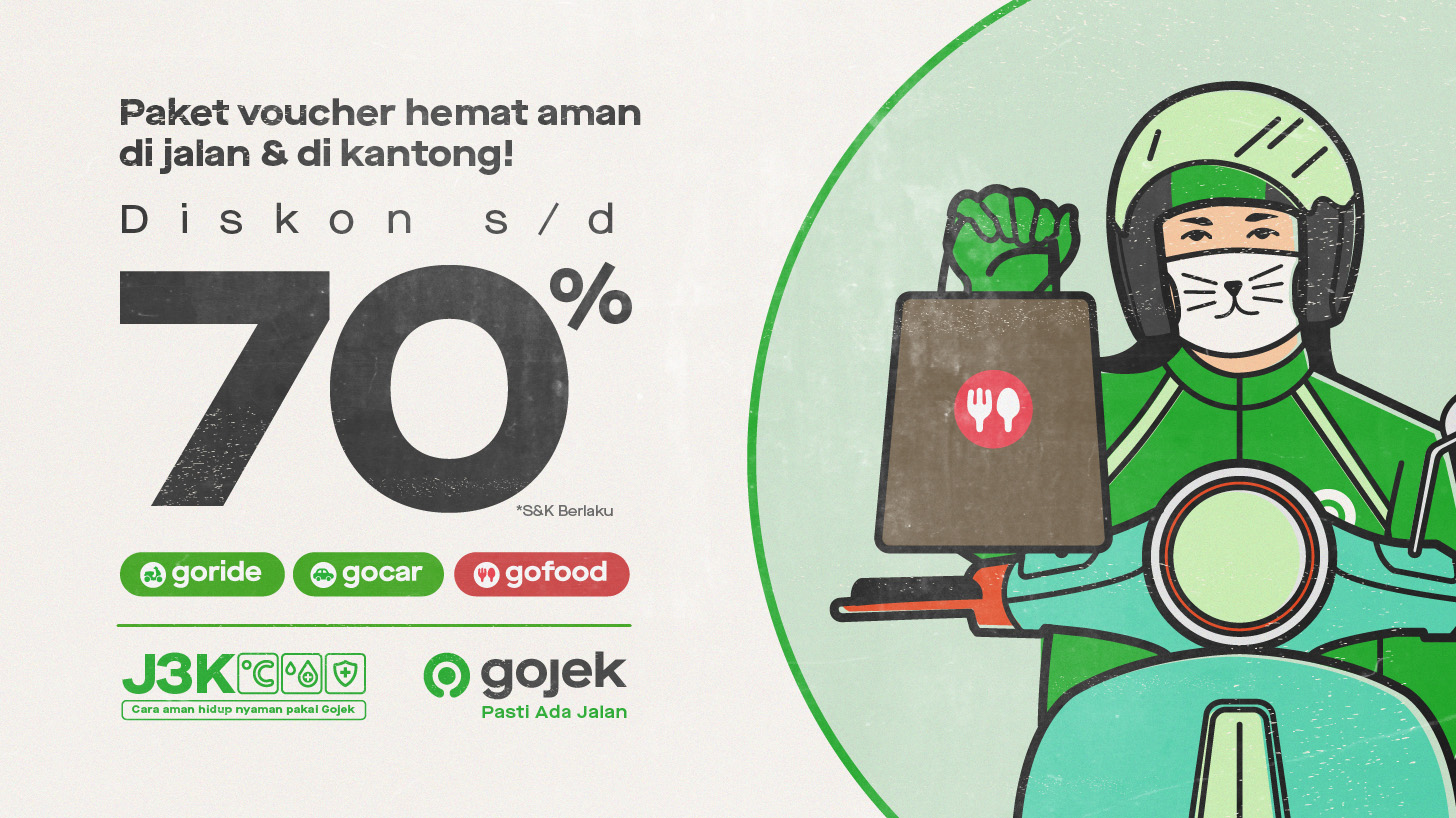 Paket voucher hemat aman
di jalan & di kantong!
Diskon s/d
70%
*S&K Berlaku
goride gocar gofood
J3K °C
Cara aman hidup nyaman pakai Gojek
gojek
Pasti Ada Jalan